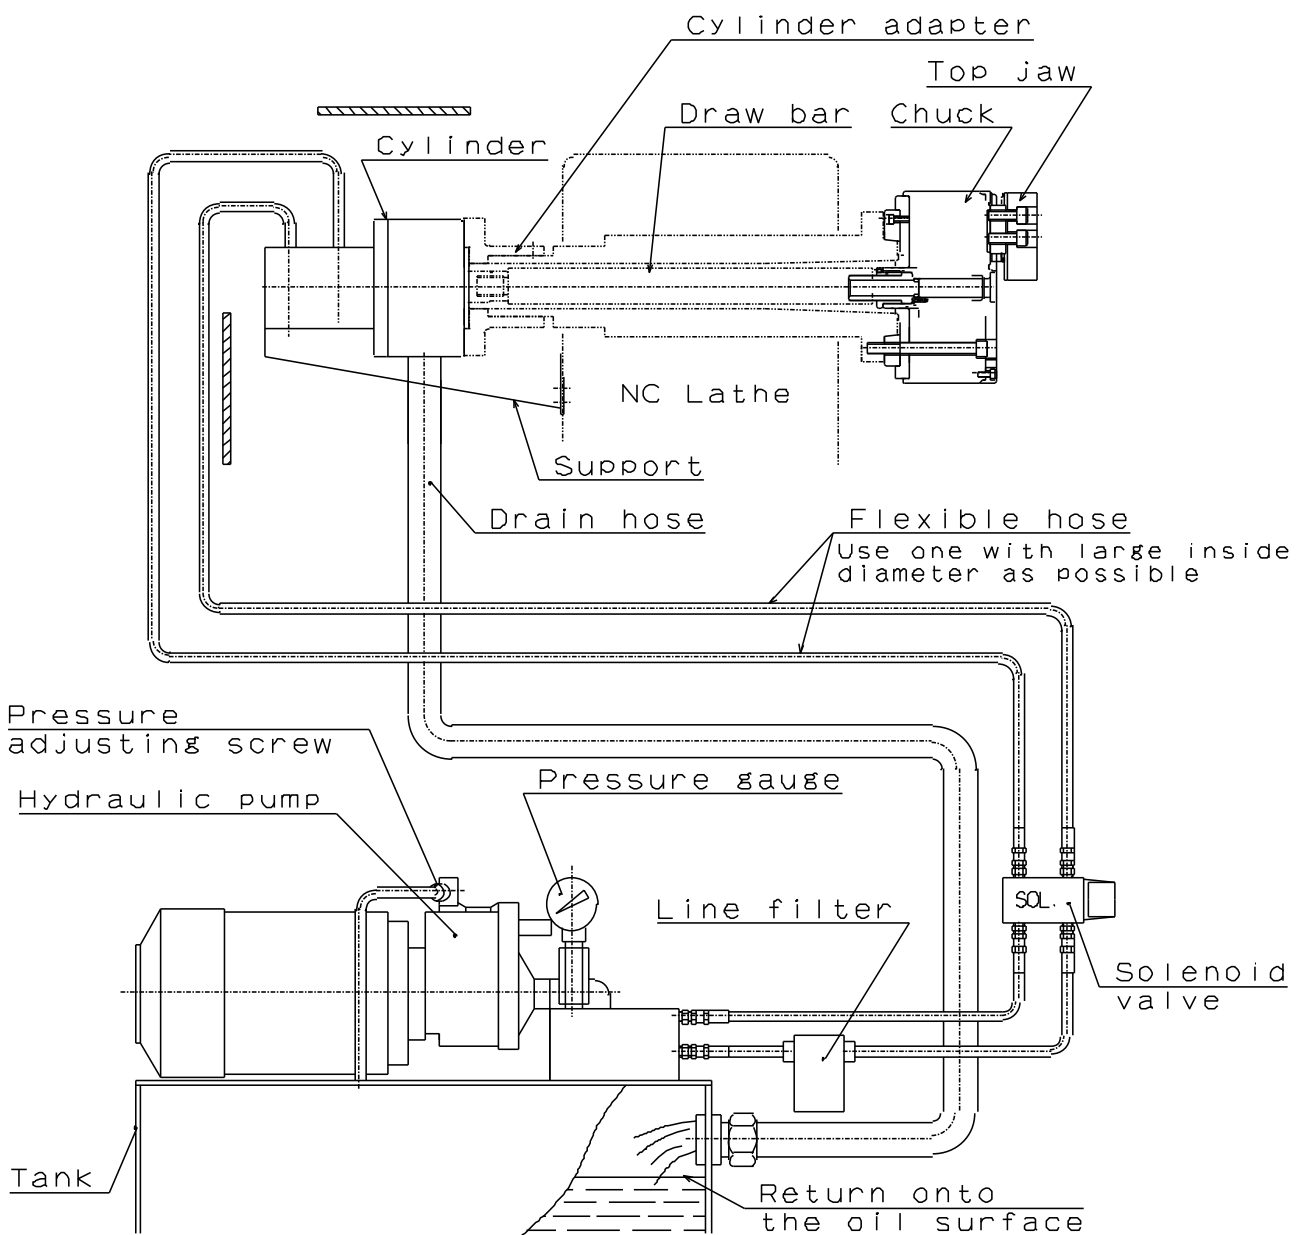 Cylinder adapter
Top jaw
Draw bar
Chuck
Cylinder
NC Lathe
Support
Drain hose
Flexible hose
Use one with large inside
diameter as possible
Pressure
adjusting screw
Pressure gauge
Hydraulic pump
SOL.
Line filter
Solenoid
valve
Tank
Return onto
the oil surface